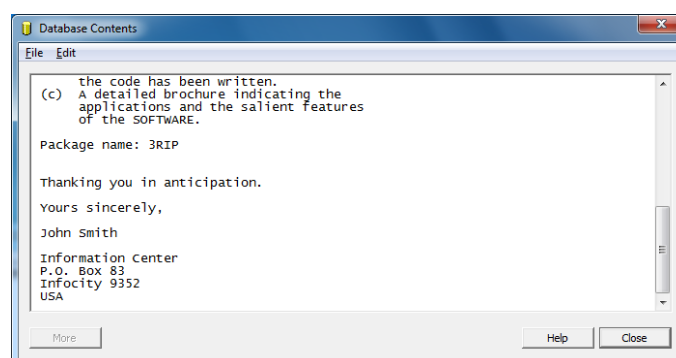 Database Contents
File Edit
the code has been written.
(c) A detailed brochure indicating the
applications and the salient features
of the SOFTWARE.
Package name: 3RIP
Thanking you in anticipation.
Yours sincerely,
John Smith
Information Center
P.O. Box 83
Infocity 9352
USA
More Help Close